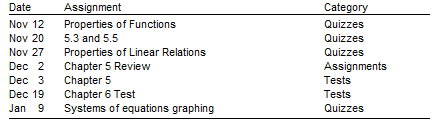 Date Assignment Category
Nov 12 Properties of Functions Quizzes
Nov 20 5.3 and 5.5 Quizzes
Nov 27 Properties of Linear Relations Quizzes
Dec 2 Chapter 5 Review Assignments
Dec 3 Chapter 5 Tests
Dec 19 Chapter 6 Test Tests
Jan 9 Systems of equations graphing Quizzes